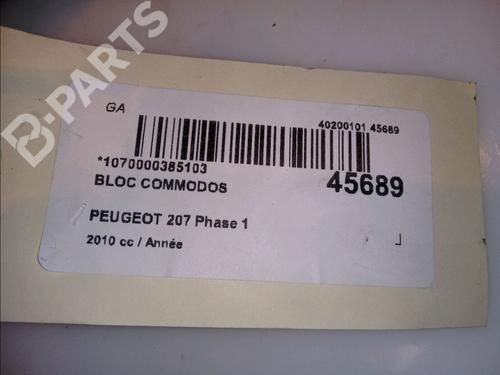 B-PARTS
GA
40200101 45689
*1070000385103
BLOC COMMODOS
45689
PEUGEOT 207 Phase 1
2010 cc / Année